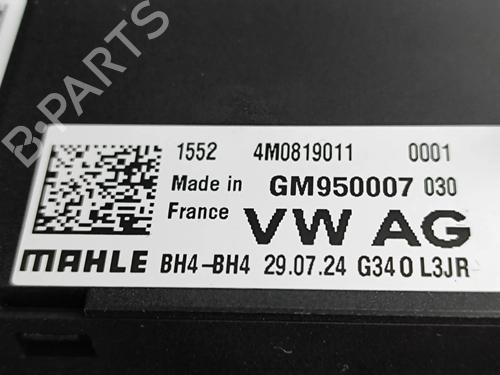 B-PARTS
1552 4M0819011 0001
Made in GM950007 030
France VW AG
MAHLE BH4-BH4 29.07.24 G34 0 L3JR